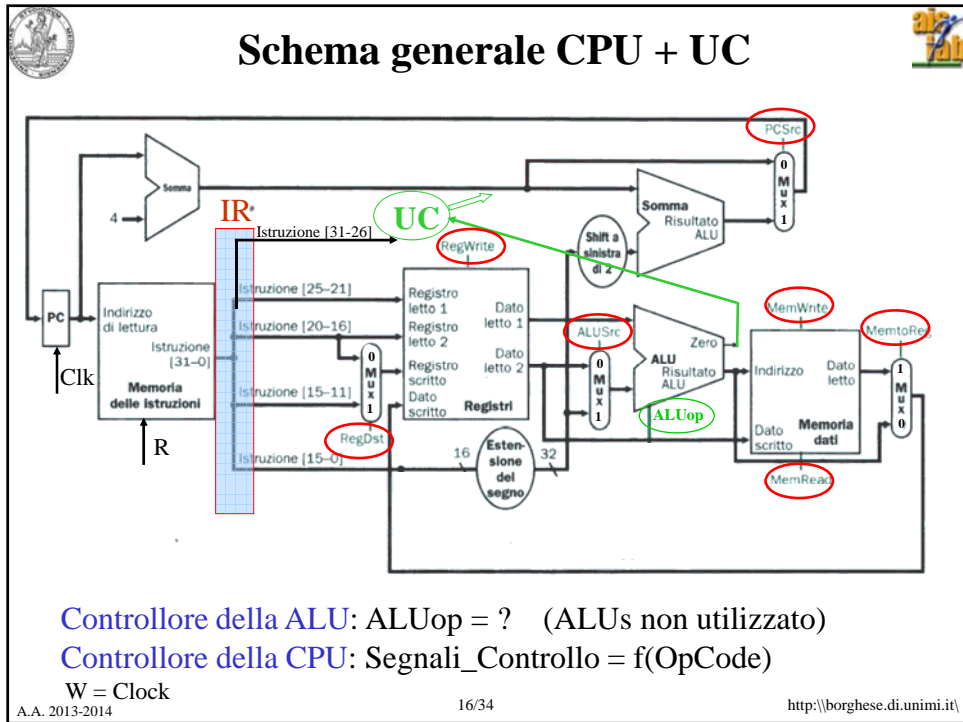 Schema generale CPU + UC
PCSrc
0
Mux
1
Somma
4
IR
UC
Istruzione [31-26]
RegWrite
Shift a
sinistra
di 2
Somma
Risultato
ALU
PC
Clk
Indirizzo
di lettura
Istruzione
[31–0]
Memoria
delle istruzioni
R
Istruzione [25–21]
Istruzione [20–16]
Istruzione [15–11]
Istruzione [15–0]
0
Mux
1
RegDst
Registro
letto 1
Registro
letto 2
Registro
scritto
Dato
scritto
Dato
letto 1
Dato
letto 2
Registri
16
Esten-
sione
del
segno
32
ALUSrc
0
Mux
1
Zero
ALU
Risultato
ALU
ALUop
MemWrite
Indirizzo
Dato
letto
Dato
scritto
Memoria
dati
MemRead
MemtoReg
1
Mux
0
Controllore della ALU: ALUop = ? (ALUs non utilizzato)
Controllore della CPU: Segnali_Controllo = f(OpCode)
W = Clock
A.A. 2013-2014
16/34
http:\\borghese.di.unimi.it\